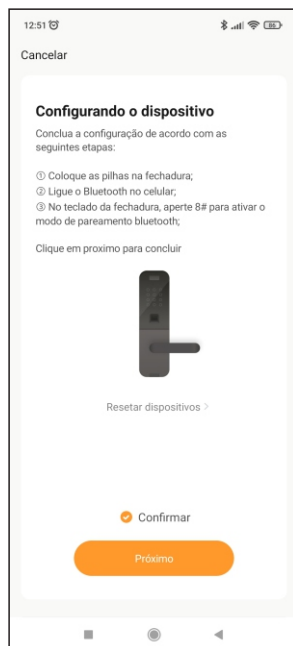 12:51
86
Cancelar
Configurando o dispositivo
Conclua a configuração de acordo com as
seguintes etapas:
① Coloque as pilhas na fechadura;
② Ligue o Bluetooth no celular;
③ No teclado da fechadura, aperte 8# para ativar o
modo de pareamento bluetooth;
Clique em proximo para concluir
Resetar dispositivos >
Confirmar
Próximo